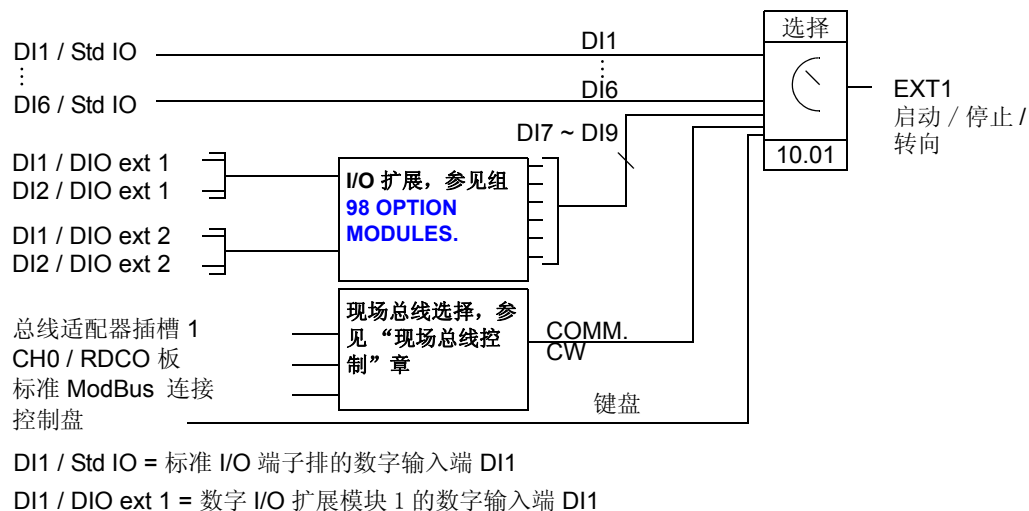 DI1 / Std IO
DI6 / Std IO
DI1 / DIO ext 1
DI2 / DIO ext 1
DI1 / DIO ext 2
DI2 / DIO ext 2
总线适配器插槽 1
CH0 / RDCO 板
标准 ModBus 连接
控制盘
I/O 扩展，参见组
98 OPTION
MODULES.
现场总线选择，参
见 “现场总线控
制”章
DI1
DI6
DI7 ~ DI9
COMM.
CW
键盘
选择
10.01
EXT1
启动 / 停止 /
转向
DI1 / Std IO = 标准 I/O 端子排的数字输入端 DI1
DI1 / DIO ext 1 = 数字 I/O 扩展模块 1 的数字输入端 DI1